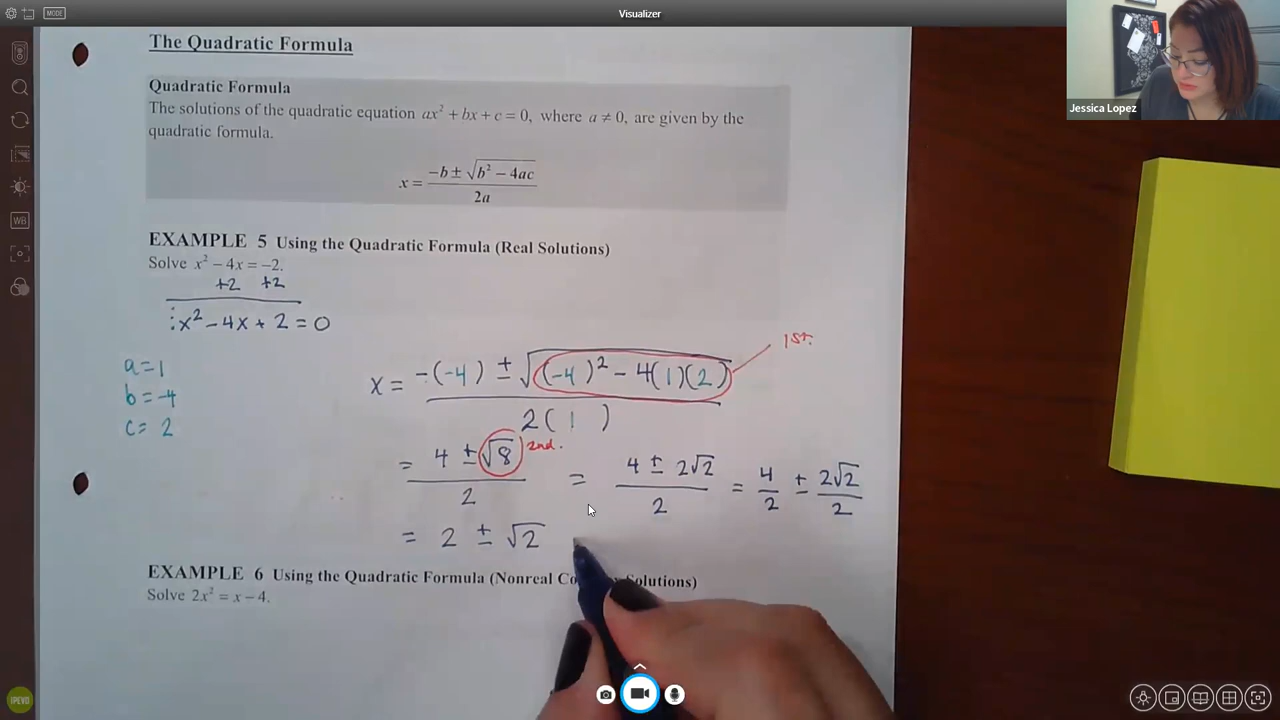 MODE
Visualizer
WB
Jessica Lopez
The Quadratic Formula
Quadratic Formula
The solutions of the quadratic equation ax² + bx + c = 0, where a ≠ 0, are given by the
quadratic formula.
x = (-b ± √(b² - 4ac)) / 2a
EXAMPLE 5 Using the Quadratic Formula (Real Solutions)
Solve x² - 4x = -2.
+2 +2
x² - 4x + 2 = 0
a = 1
b = -4
c = 2
x = (-(-4) ± √((-4)² - 4(1)(2))) / 2(1)
1st.
= (4 ± √8) / 2 = (4 ± 2√2) / 2 = 4/2 ± 2√2/2
2nd.
= 2 ± √2
EXAMPLE 6 Using the Quadratic Formula (Nonreal Solutions)
Solve 2x² = x - 4.
IPEVO